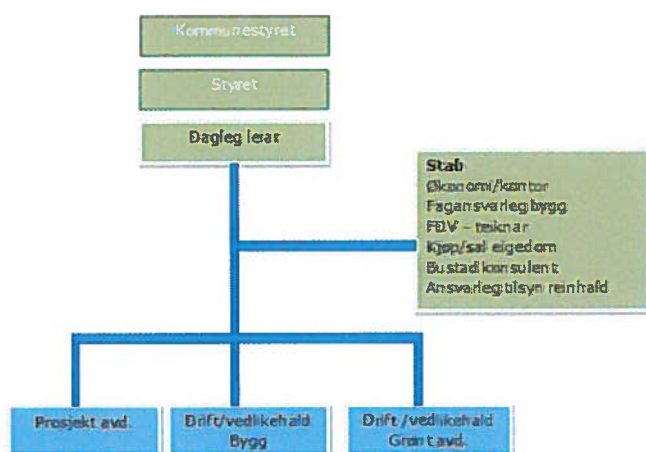 Kommunestyret
Styret
Dagleg leiar
Stab
Økonomi/kontor
Fagansvarleg bygg
FDV – teiknar
Kjøp/sal eigedom
Bustadkonsulent
Ansvarleg tilsyn reinhald
Prosjekt avd.
Drift/vedlikehald
Bygg
Drift /vedlikehald
Grønt avd.